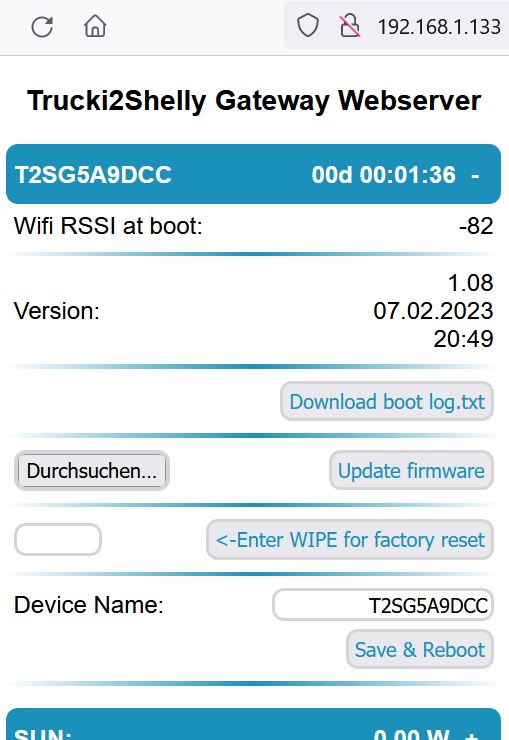 192.168.1.133
Trucki2Shelly Gateway Webserver
T2SG5A9DCC 00d 00:01:36 -
Wifi RSSI at boot: -82
1.08
Version: 07.02.2023
20:49
Download boot log.txt
Durchsuchen... Update firmware
<-Enter WIPE for factory reset
Device Name: T2SG5A9DCC
Save & Reboot
SUN: 0.00 W +